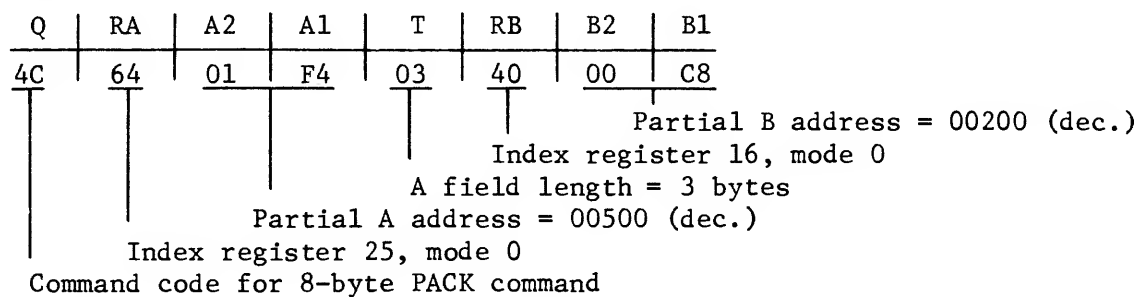 Q RA A2 A1 T RB B2 B1
4C 64 01 F4 03 40 00 C8
Partial B address = 00200 (dec.)
Index register 16, mode 0
A field length = 3 bytes
Partial A address = 00500 (dec.)
Index register 25, mode 0
Command code for 8-byte PACK command